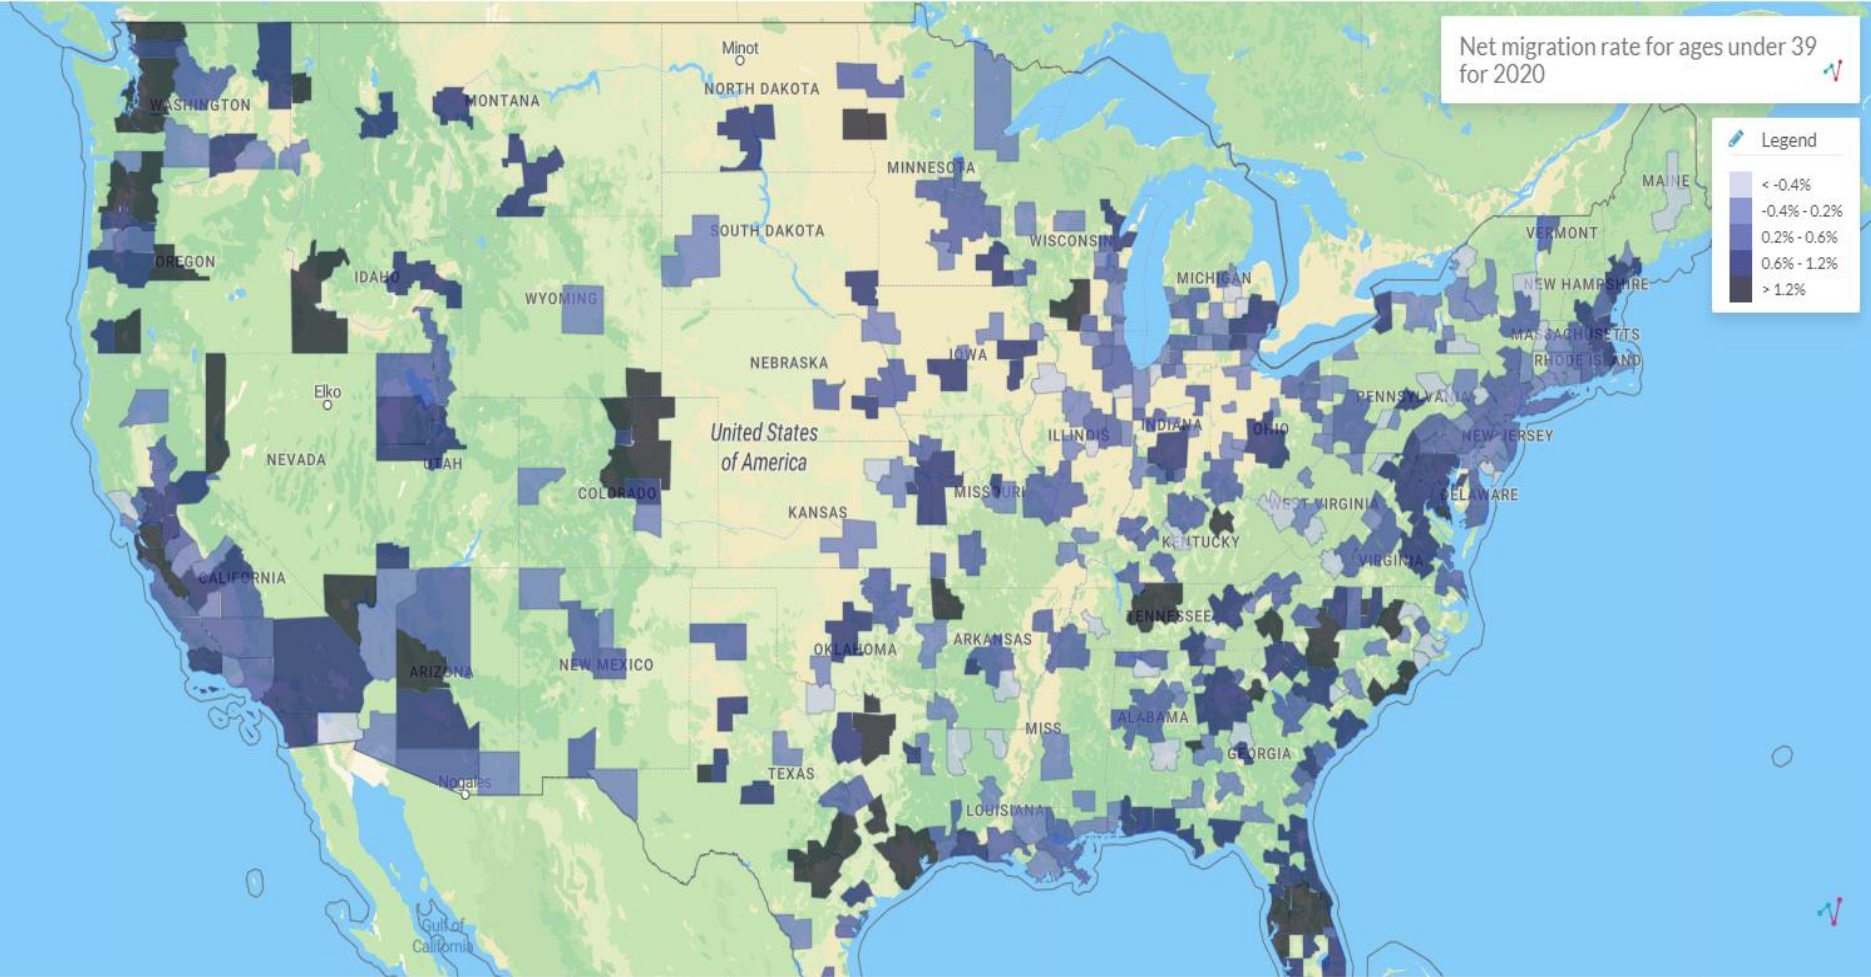 Net migration rate for ages under 39
for 2020
Legend
< -0.4%
-0.4% - 0.2%
0.2% - 0.6%
0.6% - 1.2%
> 1.2%
Minot
NORTH DAKOTA
WASHINGTON
MONTANA
MINNESOTA
MAINE
SOUTH DAKOTA
WISCONSIN
VERMONT
OREGON
IDAHO
MICHIGAN
NEW HAMPSHIRE
WYOMING
MASSACHUSETTS
IOWA
RHODE ISLAND
NEBRASKA
Elko
PENNSYLVANIA
United States
of America
ILLINOIS
INDIANA
OHIO
NEW JERSEY
NEVADA
UTAH
COLORADO
MISSOURI
DELAWARE
WEST VIRGINIA
KANSAS
KENTUCKY
VIRGINIA
CALIFORNIA
TENNESSEE
ARKANSAS
OKLAHOMA
NEW MEXICO
ARIZONA
ALABAMA
MISS
GEORGIA
TEXAS
Nogales
LOUISIANA
Gulf of
California